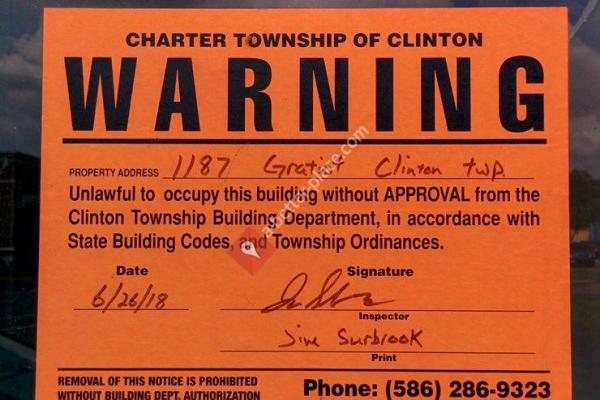 CHARTER TOWNSHIP OF CLINTON
WARNING
PROPERTY ADDRESS 1187 Gratiot Clinton twp
Unlawful to occupy this building without APPROVAL from the
Clinton Township Building Department, in accordance with
State Building Codes, and Township Ordinances.
Date Signature
6/26/18
Inspector
Jim Surbrook
Print
REMOVAL OF THIS NOTICE IS PROHIBITED
WITHOUT BUILDING DEPT. AUTHORIZATION
Phone: (586) 286-9323